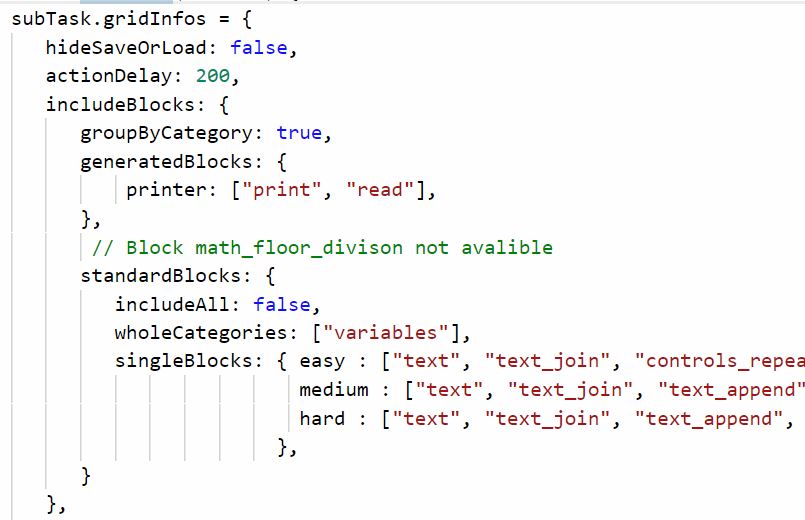 subTask.gridInfos = {
hideSaveOrLoad: false,
actionDelay: 200,
includeBlocks: {
groupByCategory: true,
generatedBlocks: {
printer: ["print", "read"],
},
// Block math_floor_divison not avalible
standardBlocks: {
includeAll: false,
wholeCategories: ["variables"],
singleBlocks: { easy : ["text", "text_join", "controls_repea
medium : ["text", "text_join", "text_append"
hard : ["text", "text_join", "text_append",
},
}
},